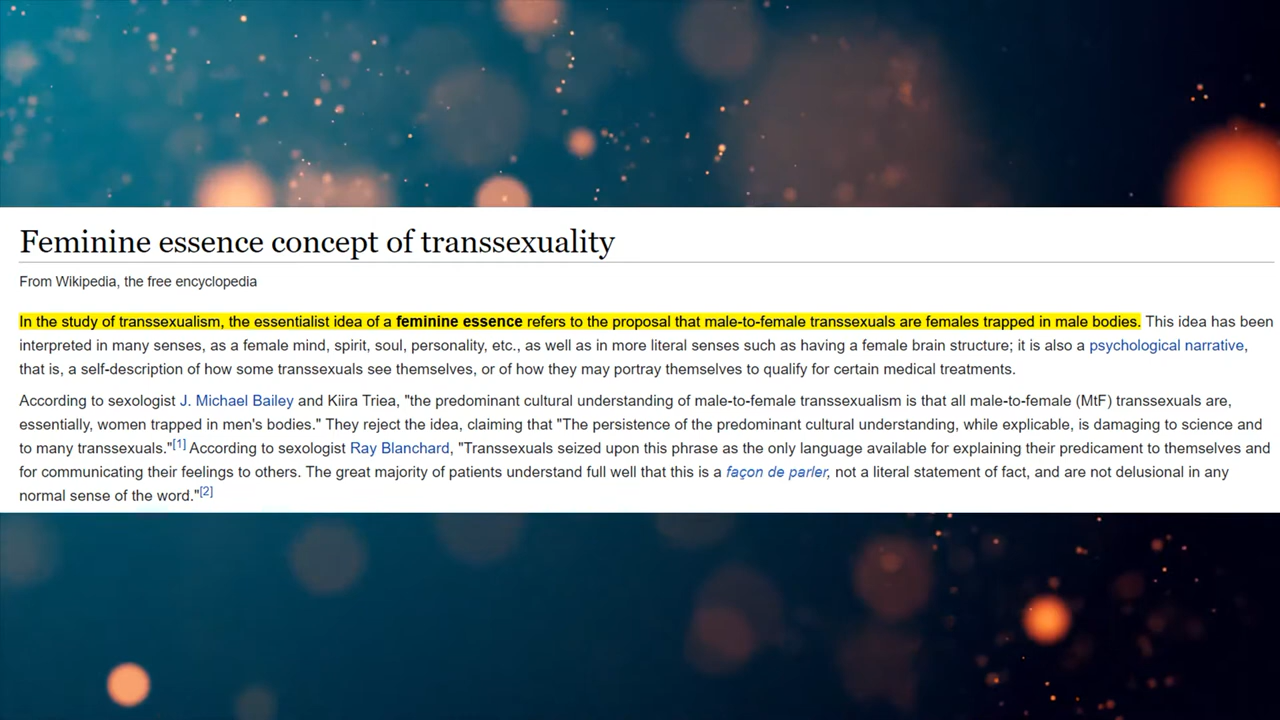 Feminine essence concept of transsexuality
From Wikipedia, the free encyclopedia
In the study of transsexualism, the essentialist idea of a feminine essence refers to the proposal that male-to-female transsexuals are females trapped in male bodies. This idea has been
interpreted in many senses, as a female mind, spirit, soul, personality, etc., as well as in more literal senses such as having a female brain structure; it is also a psychological narrative,
that is, a self-description of how some transsexuals see themselves, or of how they may portray themselves to qualify for certain medical treatments.
According to sexologist J. Michael Bailey and Kiira Triea, "the predominant cultural understanding of male-to-female transsexualism is that all male-to-female (MtF) transsexuals are,
essentially, women trapped in men's bodies." They reject the idea, claiming that "The persistence of the predominant cultural understanding, while explicable, is damaging to science and
to many transsexuals."[1] According to sexologist Ray Blanchard, "Transsexuals seized upon this phrase as the only language available for explaining their predicament to themselves and
for communicating their feelings to others. The great majority of patients understand full well that this is a façon de parler, not a literal statement of fact, and are not delusional in any
normal sense of the word."[2]